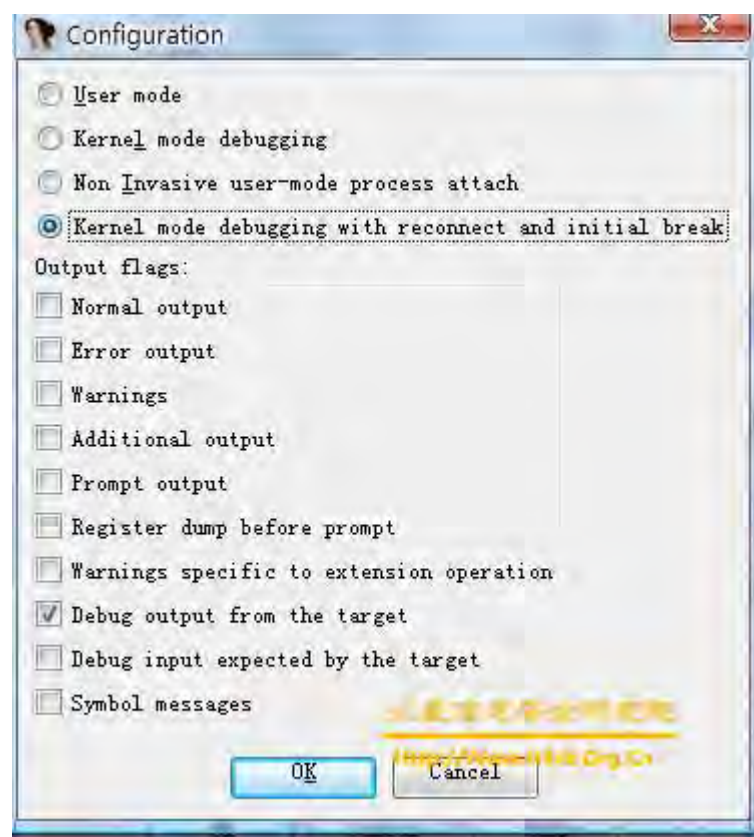 Configuration
User mode
Kernel mode debugging
Non Invasive user-mode process attach
Kernel mode debugging with reconnect and initial break
Output flags:
Normal output
Error output
Warnings
Additional output
Prompt output
Register dump before prompt
Warnings specific to extension operation
Debug output from the target
Debug input expected by the target
Symbol messages
OK
Cancel